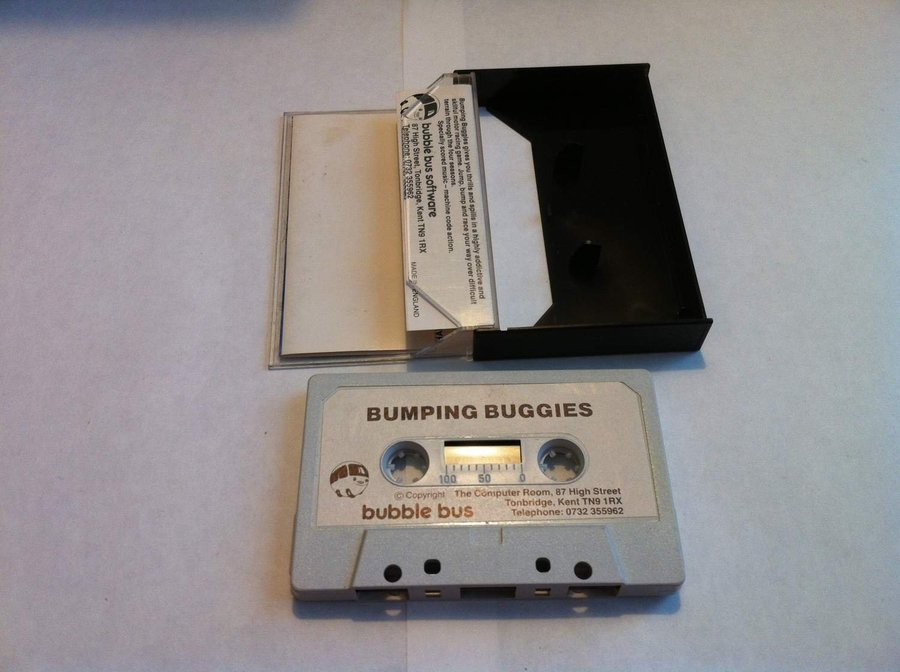 Bumping Buggies gives you thrills and spills in a highly addictive and
skilful motor racing game. Jump, bump and race your way over difficult
terrain through the four seasons.
Specially scored music – machine code action.
bubble bus software
87 High Street, Tonbridge, Kent TN9 1RX
Telephone: 0732 355962
MADE IN ENGLAND
BUMPING BUGGIES
100 50 0
© Copyright The Computer Room, 87 High Street
Tonbridge, Kent TN9 1RX
bubble bus Telephone: 0732 355962